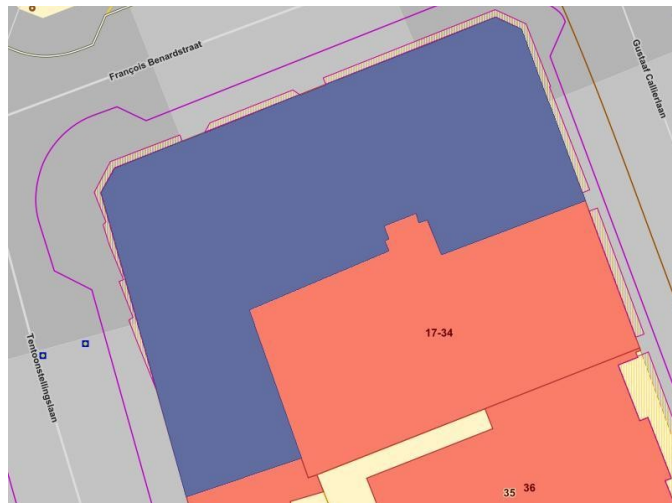 François Benardstraat
Gustaaf Callierlaan
17-34
Tentoonstellingslaan
36
35